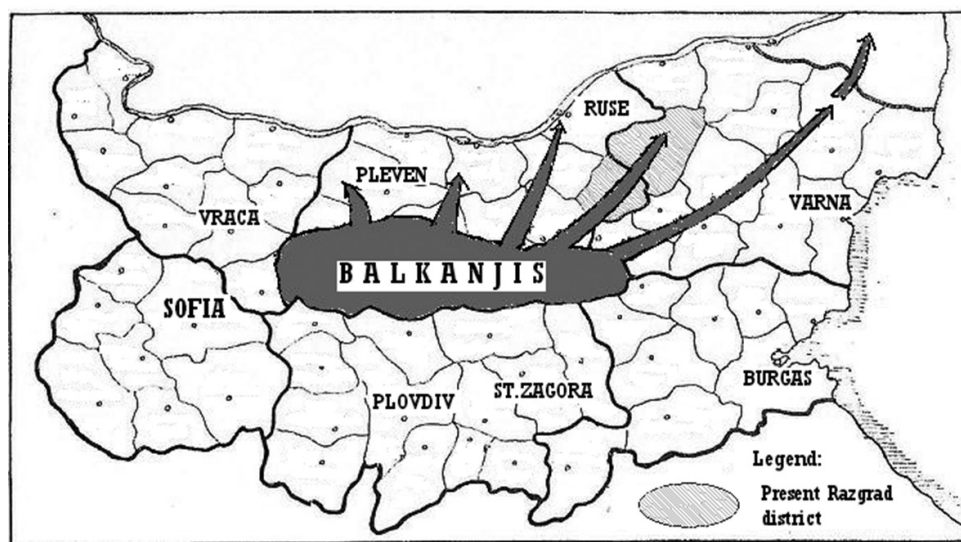 RUSE
PLEVEN
VRACA
VARNA
BALKANJIS
SOFIA
BURGAS
PLOVDIV
ST.ZAGORA
Legend:
Present Razgrad
district